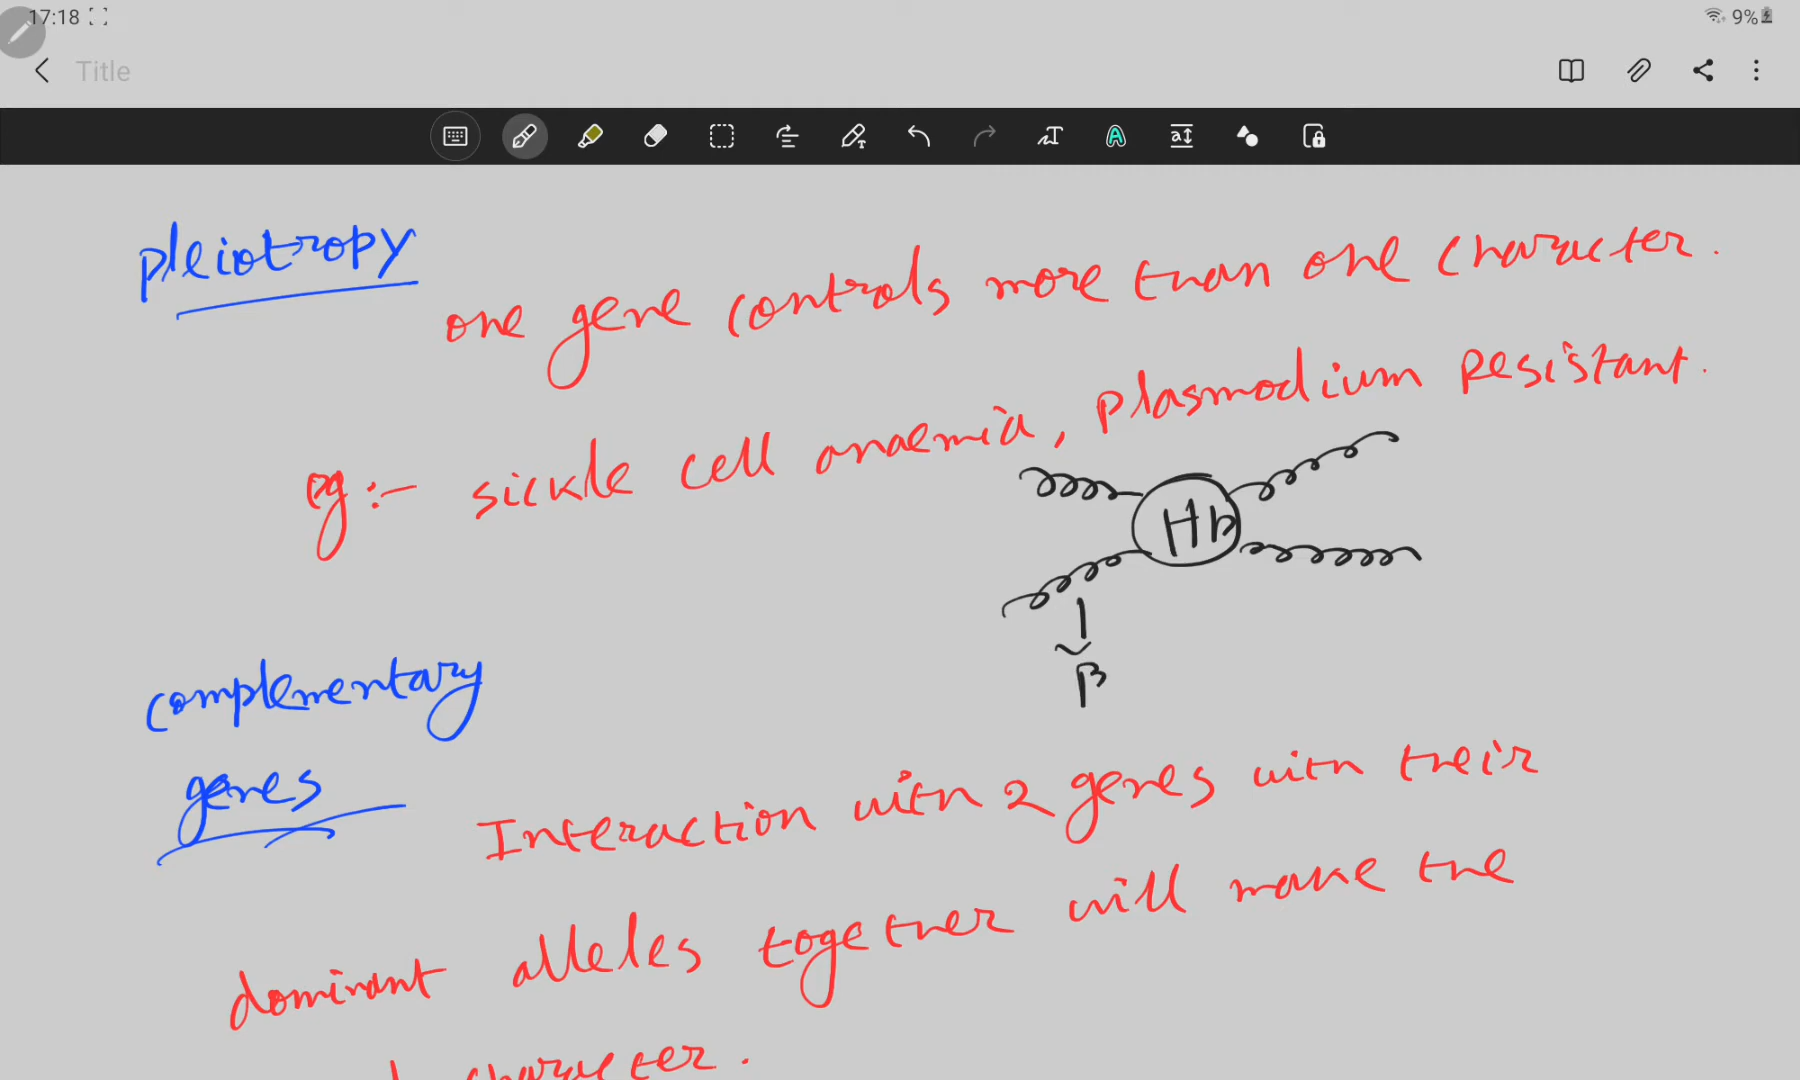 17:18
9%
Title
pleiotropy
one gene controls more than one character.
eg:- sickle cell anaemia, plasmodium resistant.
Hb
β
complementary
genes
Interaction with 2 genes with their
dominant alleles together will make the
character.